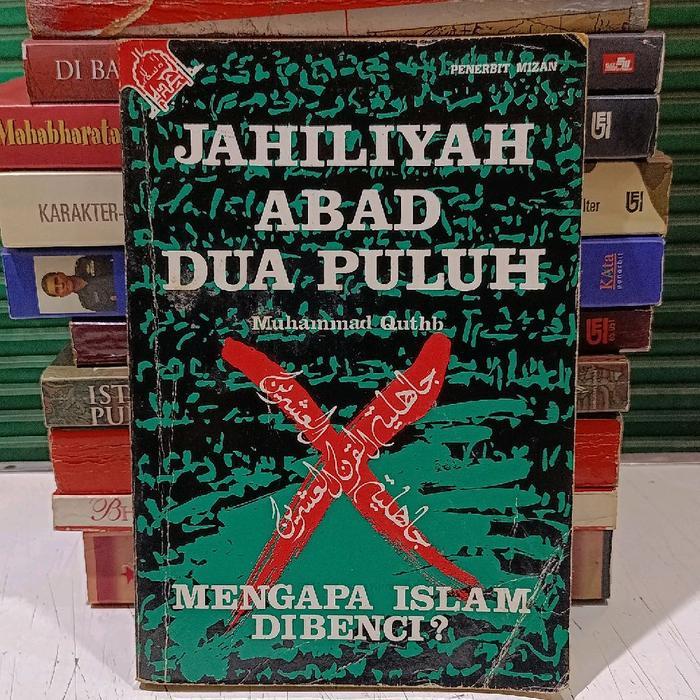 PENERBIT MIZAN
JAHILIYAH
ABAD
DUA PULUH
Muhammad Quthb
جاهلية القرن العشرين
جاهلية القرن العشرين
MENGAPA ISLAM
DIBENCI?
DI BA
Mahabharata
KARAKTER-
IST
PU
KAta
penerbit
lter